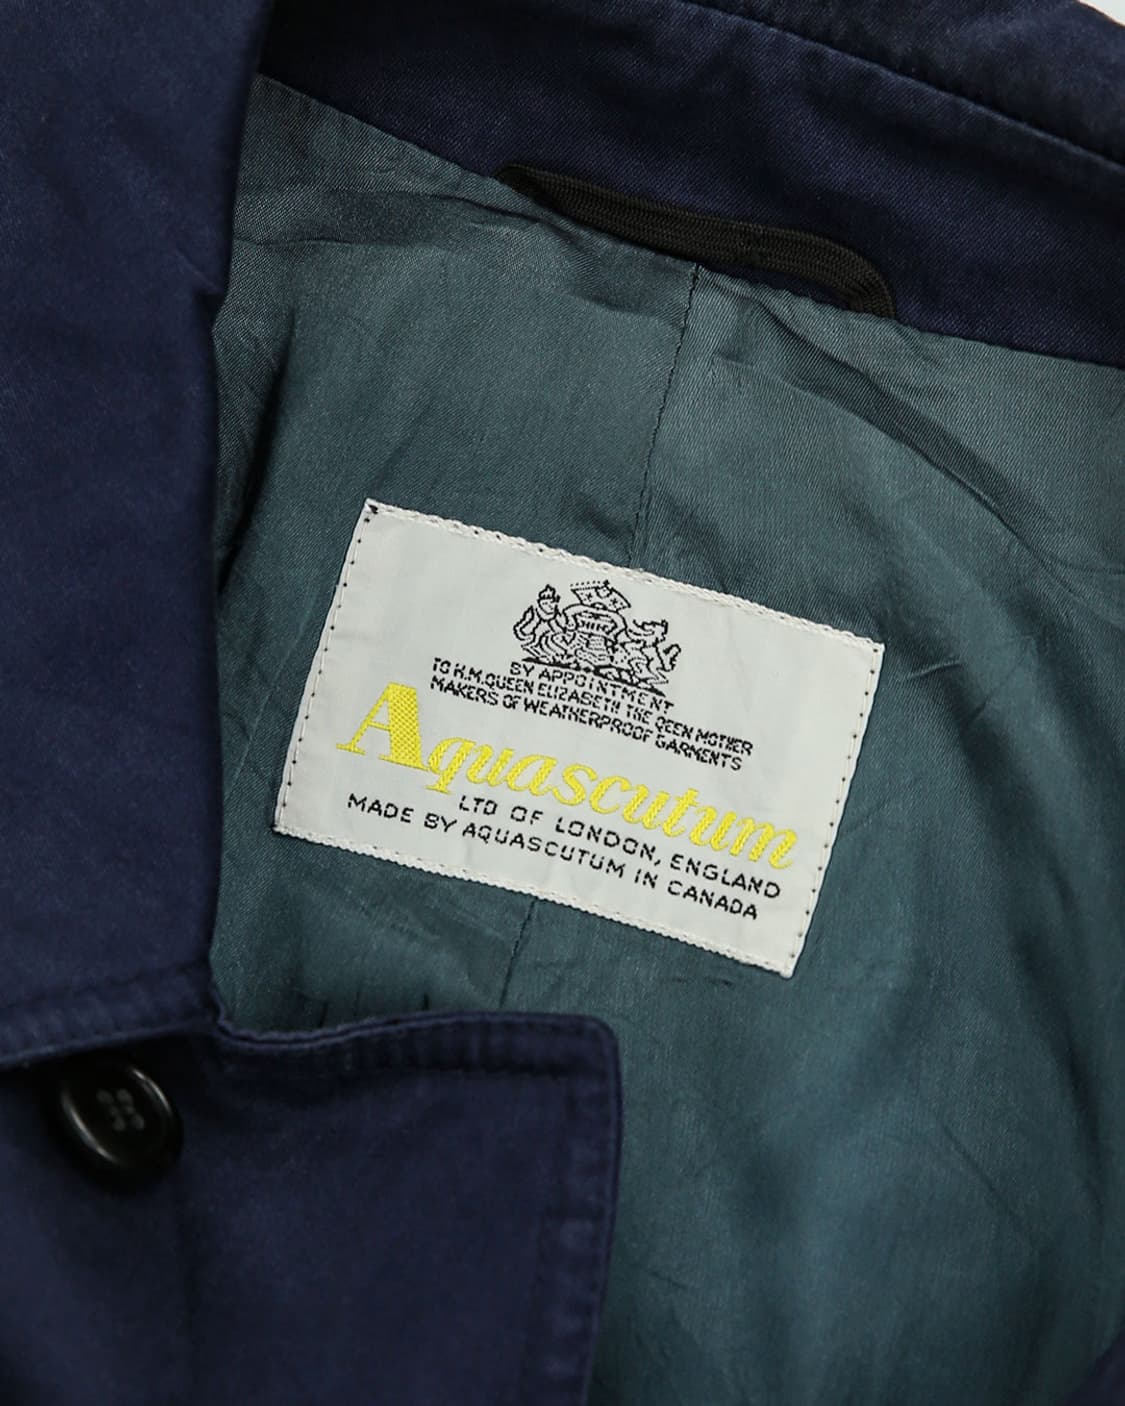 BY APPOINTMENT
TO H.M. QUEEN ELIZABETH THE QEEN MOTHER
MAKERS OF WEATHERPROOF GARMENTS
Aquascutum
LTD OF LONDON, ENGLAND
MADE BY AQUASCUTUM IN CANADA